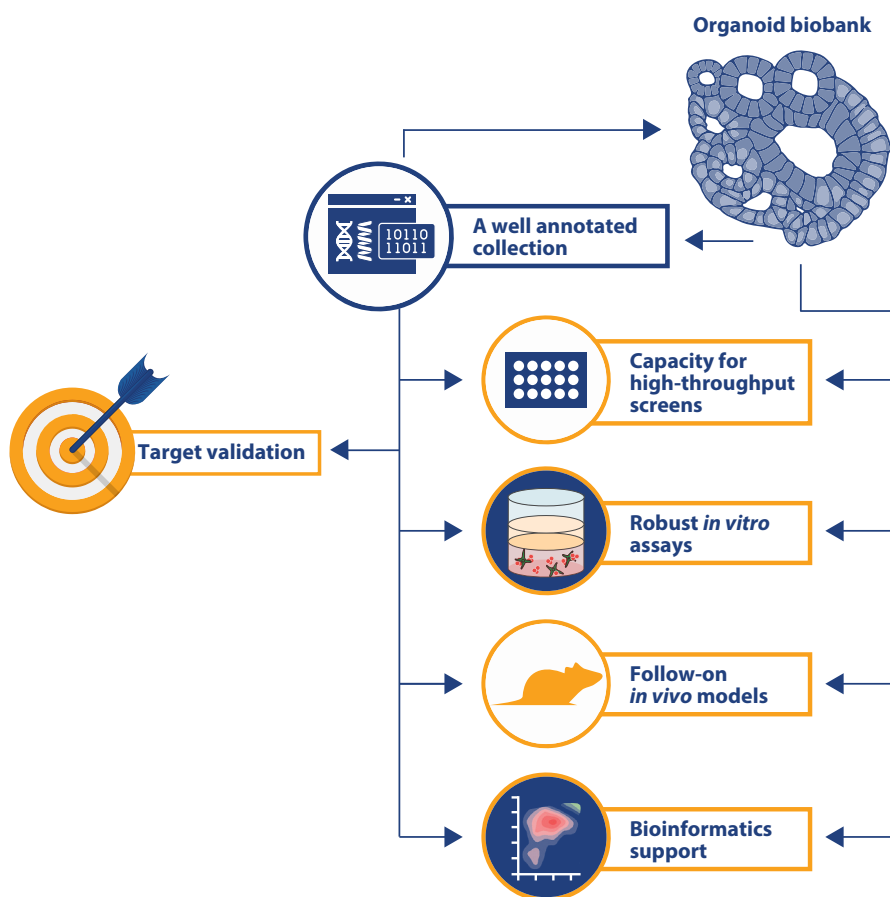 Organoid biobank
10110
11011
A well annotated
collection
Capacity for
high-throughput
screens
Target validation
Robust in vitro
assays
Follow-on
in vivo models
Bioinformatics
support